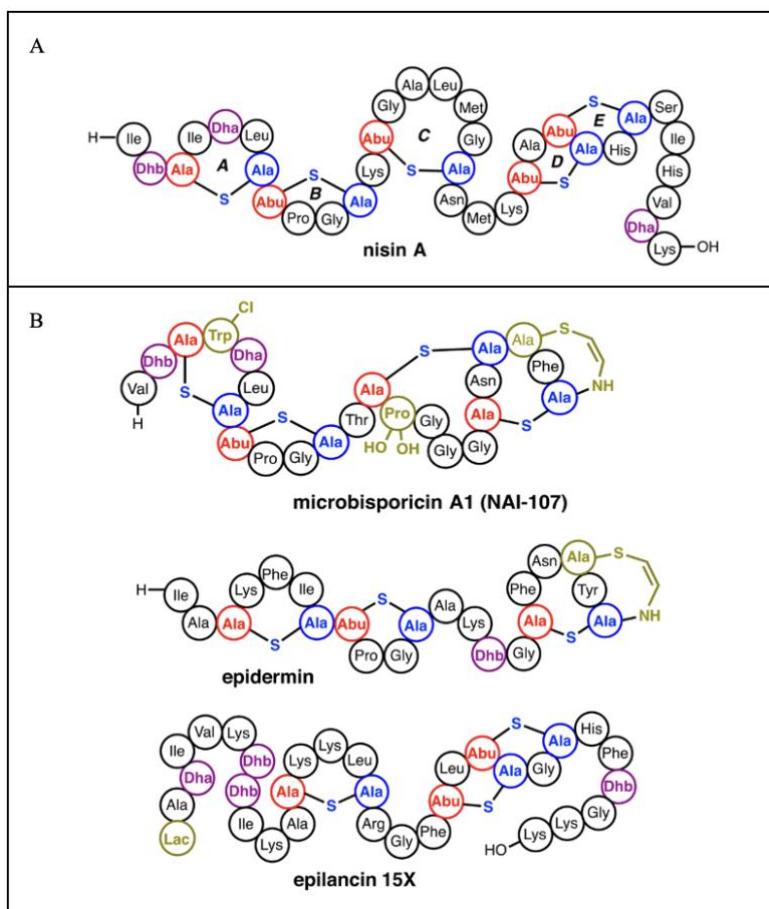 A
H Ile Dhb Ala Ile Dha Leu Ala S A
Abu Pro Gly Ala S B
Lys Abu Gly Ala Leu Met Gly Ala S C
Asn Met Lys Abu Ala Abu Ala S D His Ala S E
Ser Ile His Val Dha Lys OH
nisin A
B
H Val Dhb Ala Trp Cl Dha Leu Ala S
Abu Pro Gly Ala S
Thr Ala Pro HO OH Gly Gly Gly Ala Asn Ala S
Ala S Phe Ala S NH
microbisporicin A1 (NAI-107)
H Ile Ala Ala Lys Phe Ile Ala S
Abu Pro Gly Ala S
Ala Lys Dhb Gly Ala Phe Asn Ala S Tyr Ala S NH
epidermin
Lac Ala Dha Ile Val Lys Dhb Dhb Ile Lys Ala
Ala Lys Lys Leu Ala S
Arg Gly Phe Abu Leu Abu Ala S Gly Ala S
His Phe Dhb Gly Lys Lys HO
epilancin 15X